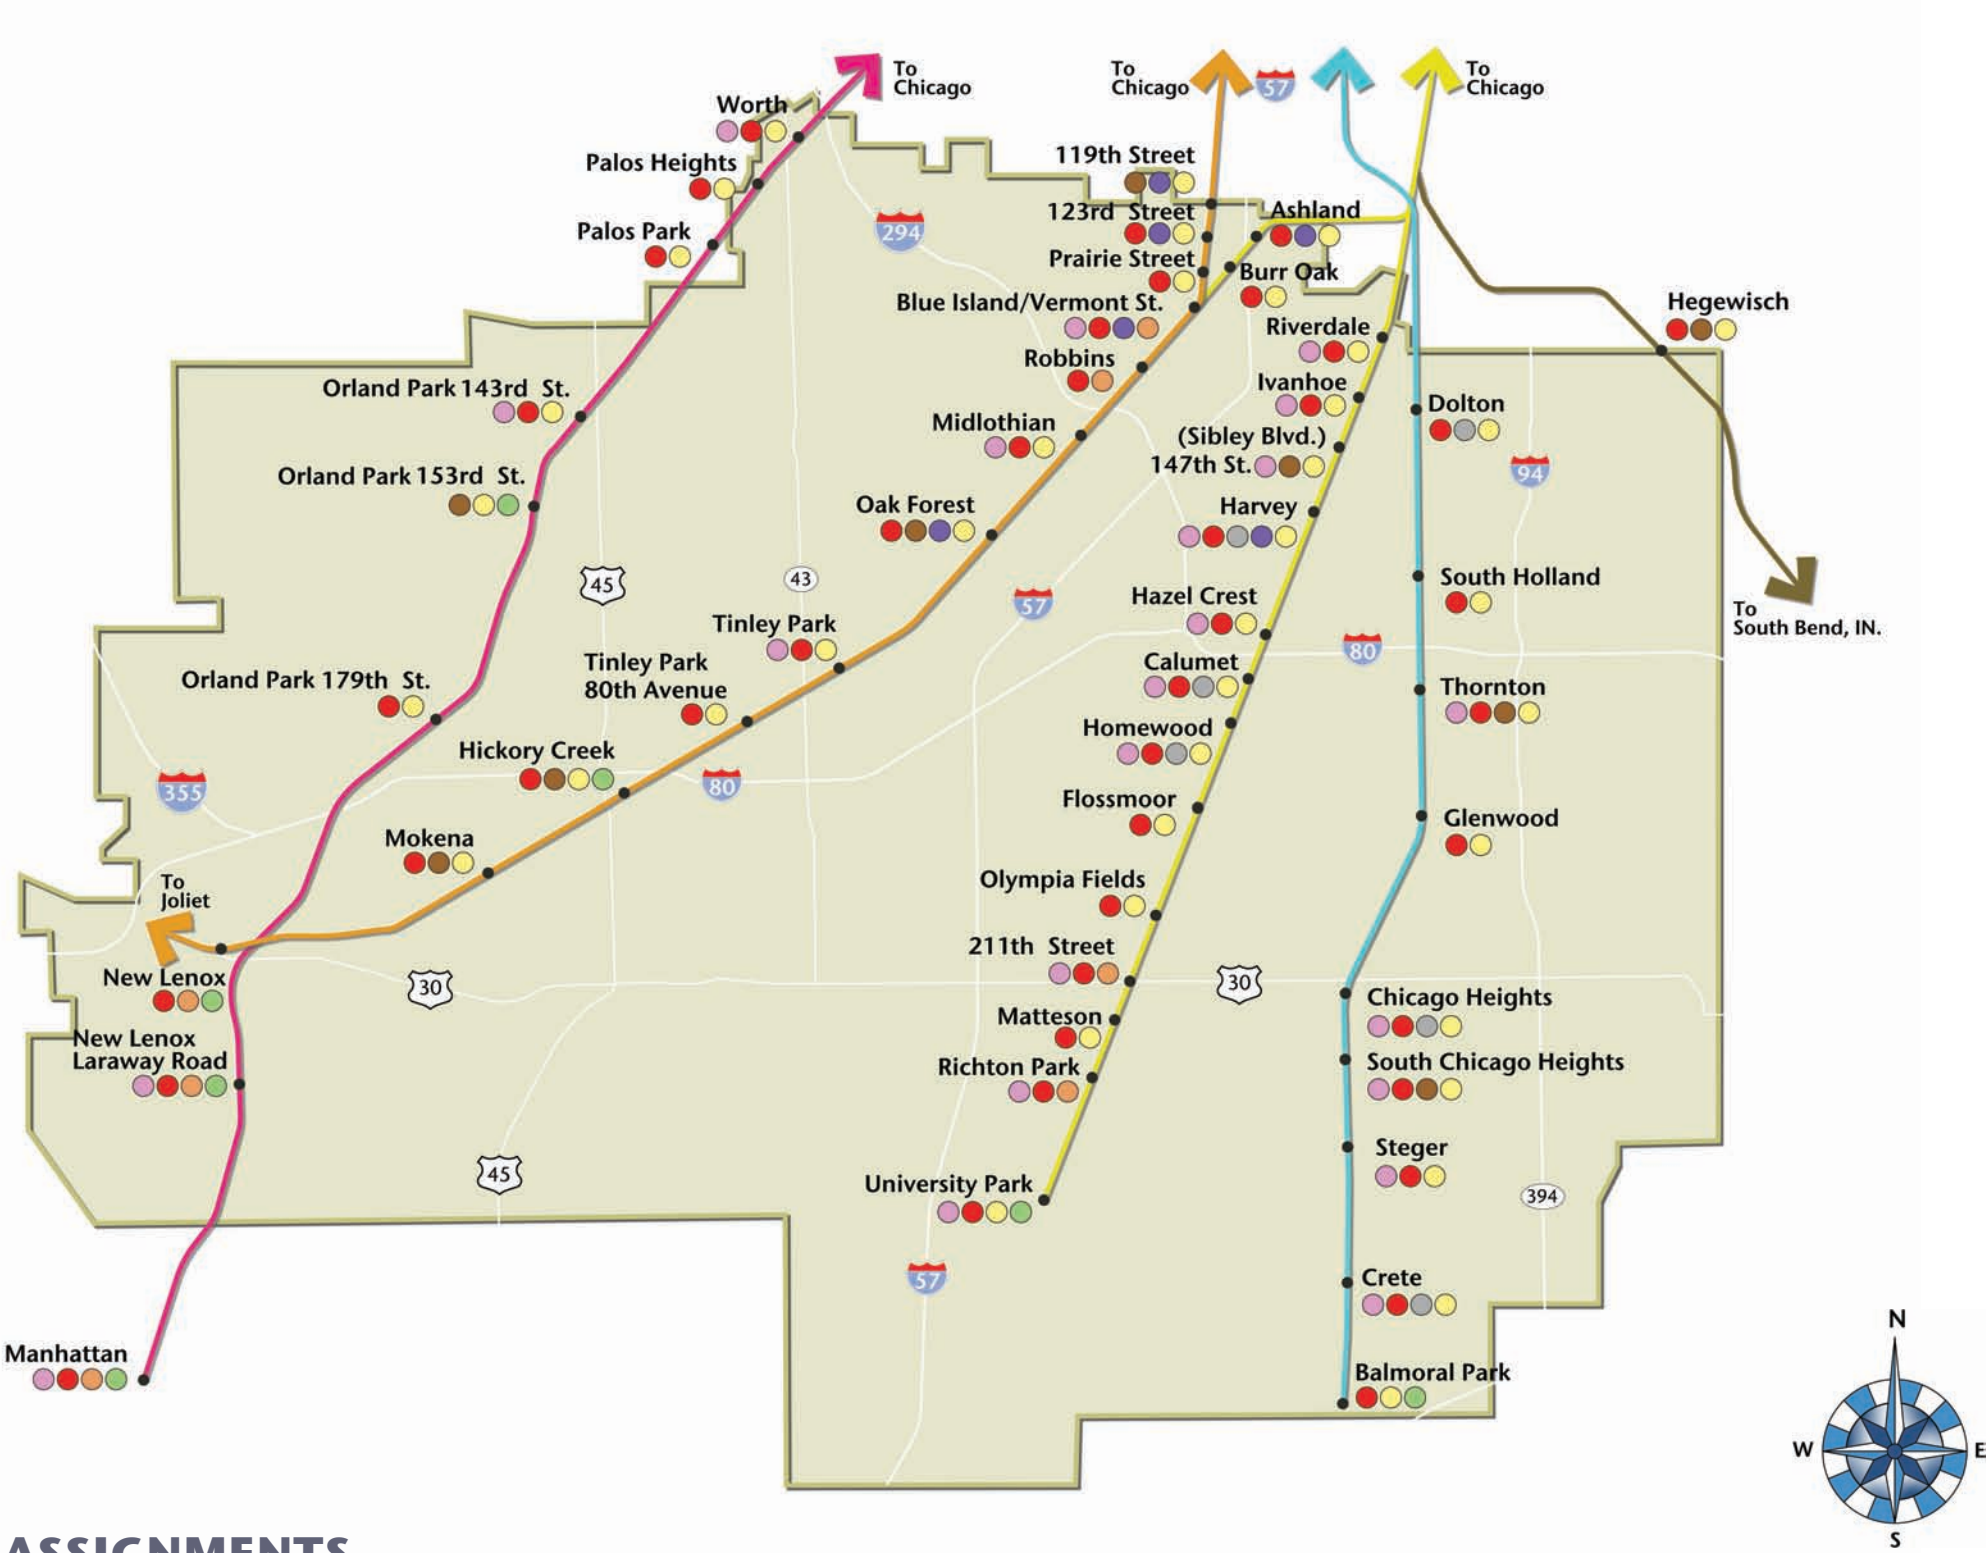 To
Chicago
To
Chicago
57
To
Chicago
Worth
Palos Heights
Palos Park
119th Street
123rd Street
Ashland
Prairie Street
Burr Oak
294
Blue Island/Vermont St.
Riverdale
Hegewisch
Robbins
Ivanhoe
Orland Park 143rd St.
Midlothian
Dolton
(Sibley Blvd.)
147th St.
94
Orland Park 153rd St.
Oak Forest
Harvey
45
43
57
South Holland
Hazel Crest
To
South Bend, IN.
Tinley Park
80
Tinley Park
80th Avenue
Calumet
Orland Park 179th St.
Thornton
Homewood
Hickory Creek
355
80
Flossmoor
Glenwood
Mokena
To
Joliet
Olympia Fields
211th Street
New Lenox
30
30
Chicago Heights
Matteson
New Lenox
Laraway Road
Richton Park
South Chicago Heights
Steger
45
University Park
394
57
Crete
Manhattan
Balmoral Park
N
W
E
S
ASSIGNMENTS